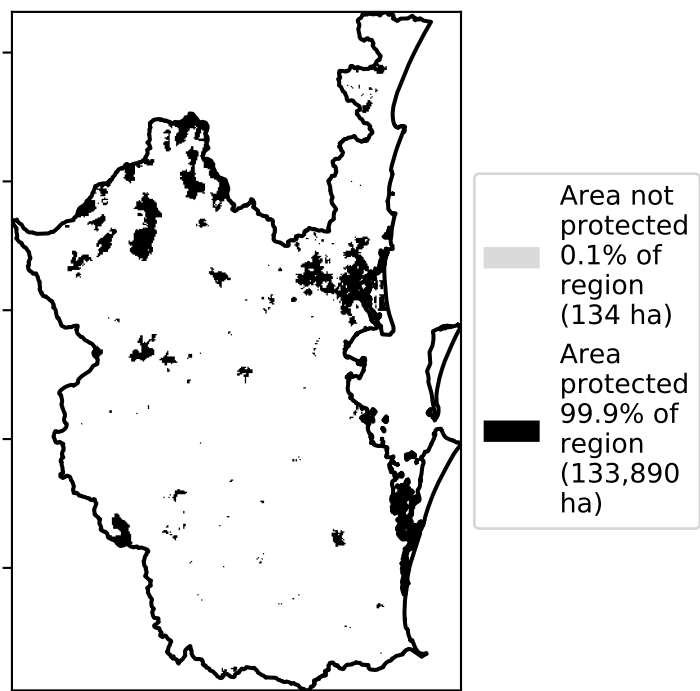 Area not
protected
0.1% of
region
(134 ha)
Area
protected
99.9% of
region
(133,890
ha)